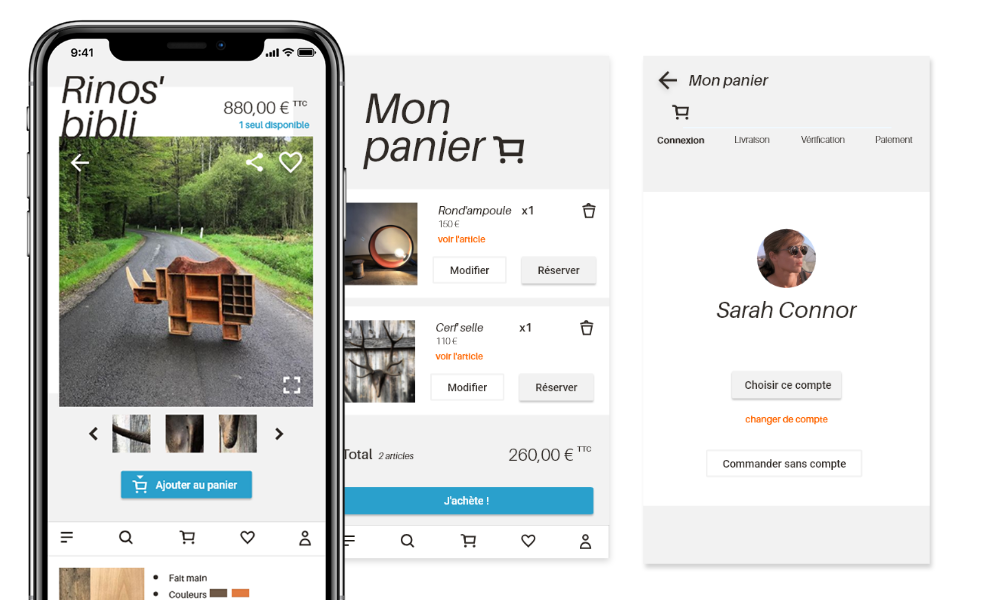 9:41
Rinos'
bibli
880,00 € TTC
1 seul disponible
Ajouter au panier
Fait main
Couleurs
Mon
panier
Rond'ampoule x1
150 €
voir l'article
Modifier
Réserver
Cerf' selle x1
110 €
voir l'article
Modifier
Réserver
Total 2 articles
260,00 € TTC
J'achète !
Mon panier
Connexion
Livraison
Vérification
Paiement
Sarah Connor
Choisir ce compte
changer de compte
Commander sans compte